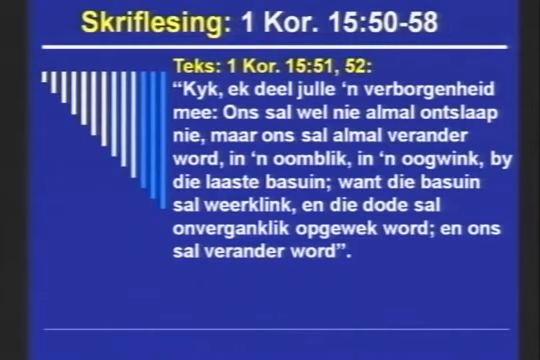 Skriflesing: 1 Kor. 15:50-58
Teks: 1 Kor. 15:51, 52:
“Kyk, ek deel julle ‘n verborgenheid
mee: Ons sal wel nie almal ontslaap
nie, maar ons sal almal verander
word, in ‘n oomblik, in ‘n oogwink, by
die laaste basuin; want die basuin
sal weerklink, en die dode sal
onverganklik opgewek word; en ons
sal verander word”.